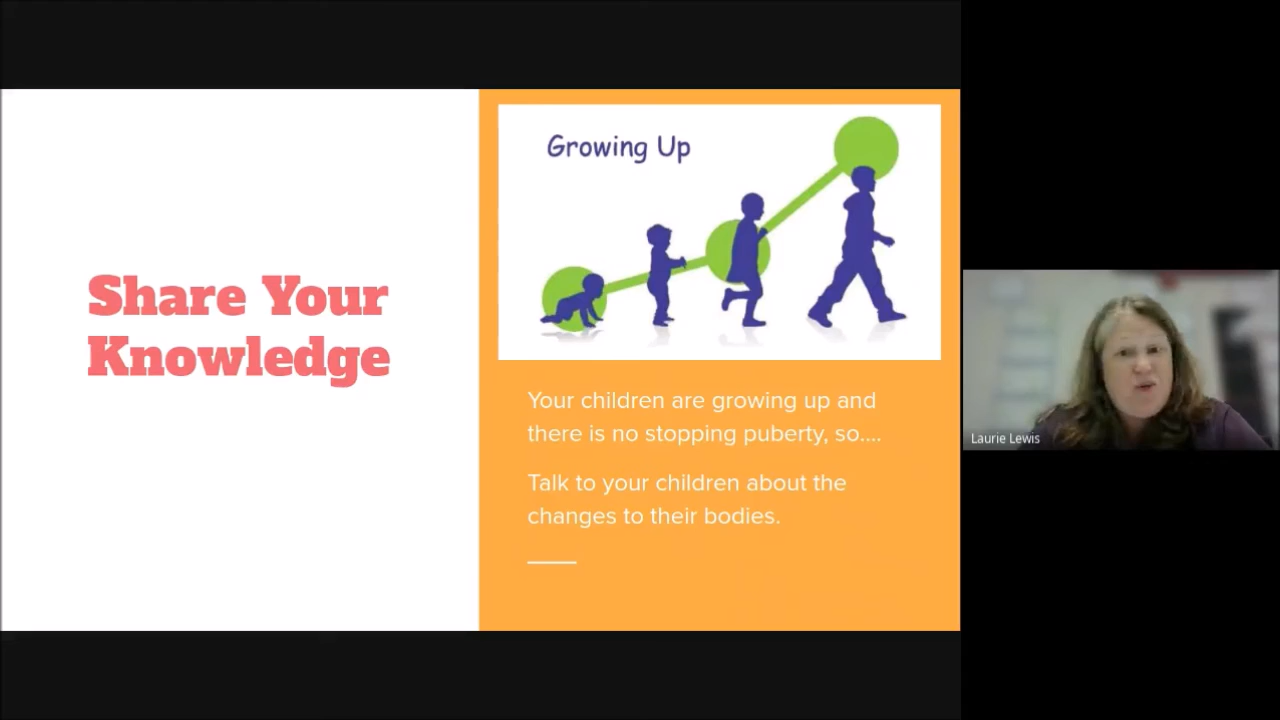 Share Your
Knowledge
Growing Up
Your children are growing up and
there is no stopping puberty, so....
Talk to your children about the
changes to their bodies.
Laurie Lewis